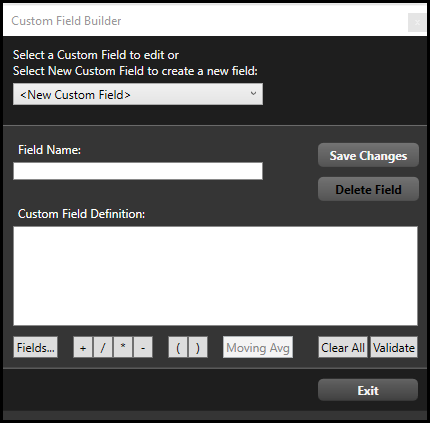 Custom Field Builder
Select a Custom Field to edit or
Select New Custom Field to create a new field:
<New Custom Field>
Field Name:
Save Changes
Delete Field
Custom Field Definition:
Fields... + / * - ( ) Moving Avg Clear All Validate
Exit